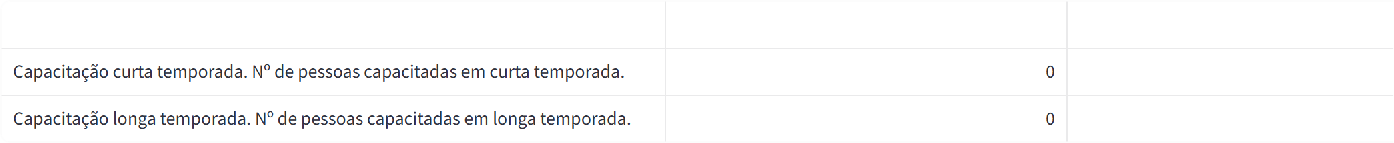 Capacitação curta temporada. Nº de pessoas capacitadas em curta temporada. 0
Capacitação longa temporada. Nº de pessoas capacitadas em longa temporada. 0